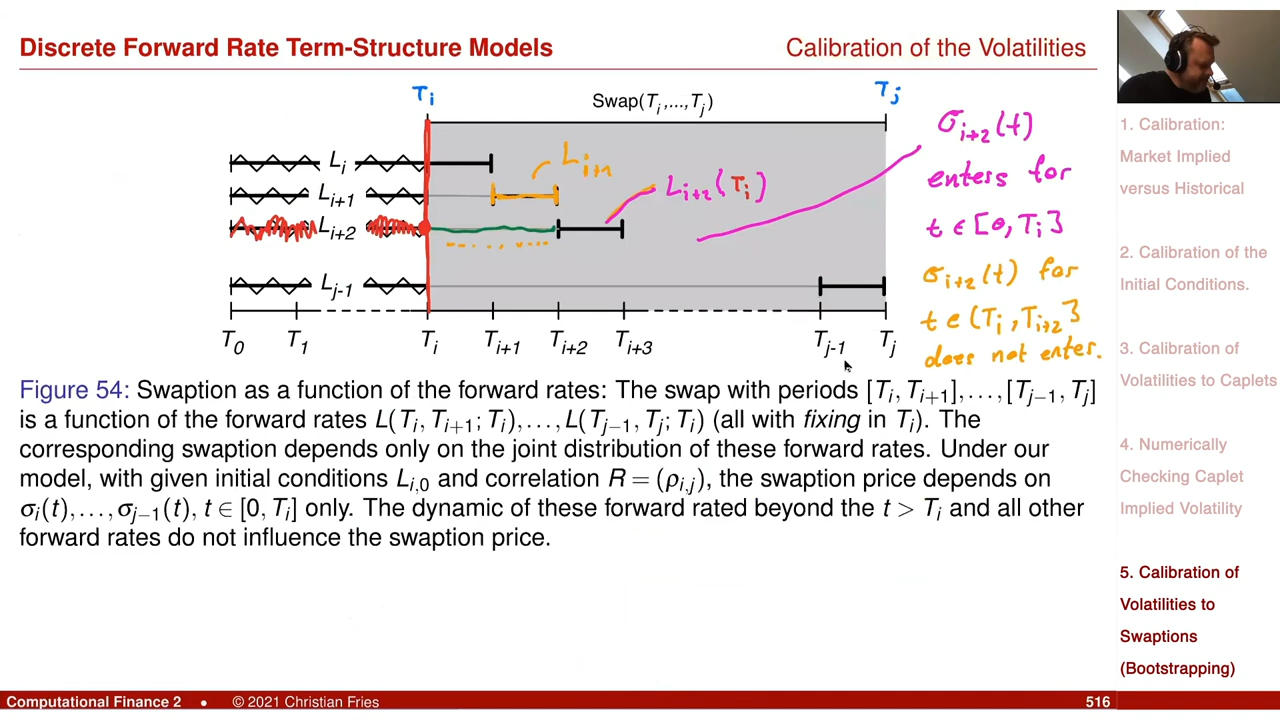 Discrete Forward Rate Term-Structure Models
Calibration of the Volatilities
T_i
Swap(T_i,...,T_j)
T_j
L_i
L_{i+1}
L_{i+1}
L_{i+2}
L_{i+2}(T_i)
L_{j-1}
T_0 T_1 T_i T_{i+1} T_{i+2} T_{i+3} T_{j-1} T_j
σ_{i+2}(t)
enters for
t ∈ [0, T_i]
σ_{i+2}(t) for
t ∈ (T_i, T_{i+2}]
does not enter.
Figure 54: Swaption as a function of the forward rates: The swap with periods [T_i, T_{i+1}],...,[T_{j-1}, T_j]
is a function of the forward rates L(T_i, T_{i+1}; T_i),...,L(T_{j-1}, T_j; T_i) (all with fixing in T_i). The
corresponding swaption depends only on the joint distribution of these forward rates. Under our
model, with given initial conditions L_{i,0} and correlation R = (ρ_{i,j}), the swaption price depends on
σ_i(t),...,σ_{j-1}(t), t ∈ [0, T_i] only. The dynamic of these forward rated beyond the t > T_i and all other
forward rates do not influence the swaption price.
1. Calibration:
Market Implied
versus Historical
2. Calibration of the
Initial Conditions.
3. Calibration of
Volatilities to Caplets
4. Numerically
Checking Caplet
Implied Volatility
5. Calibration of
Volatilities to
Swaptions
(Bootstrapping)
Computational Finance 2 • © 2021 Christian Fries
516